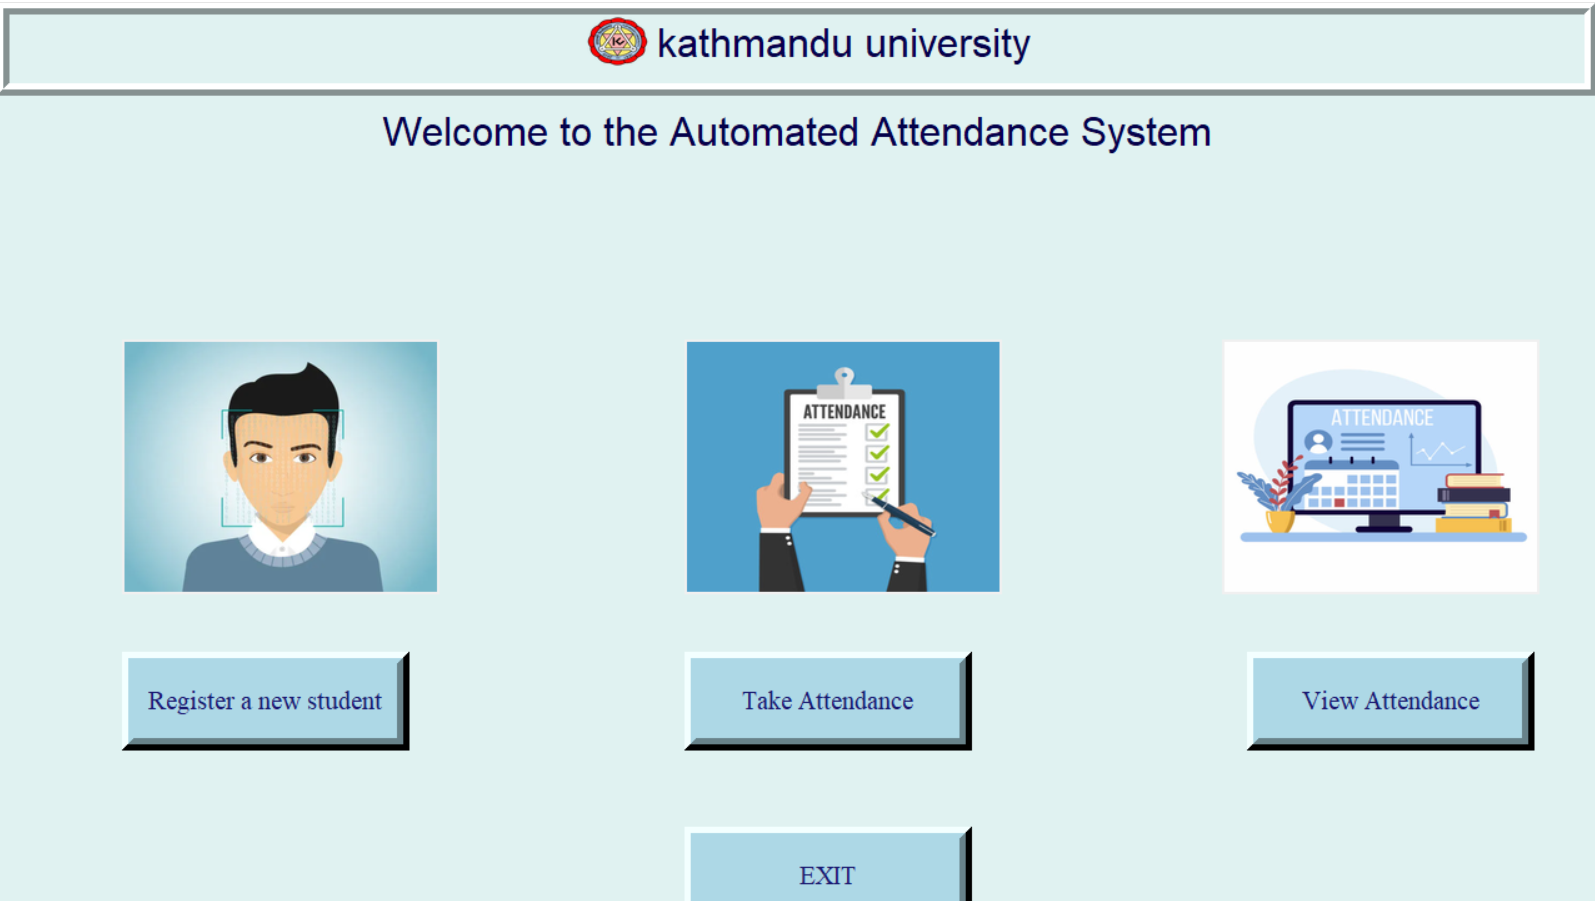 kathmandu university
Welcome to the Automated Attendance System
ATTENDANCE
ATTENDANCE
Register a new student
Take Attendance
View Attendance
EXIT